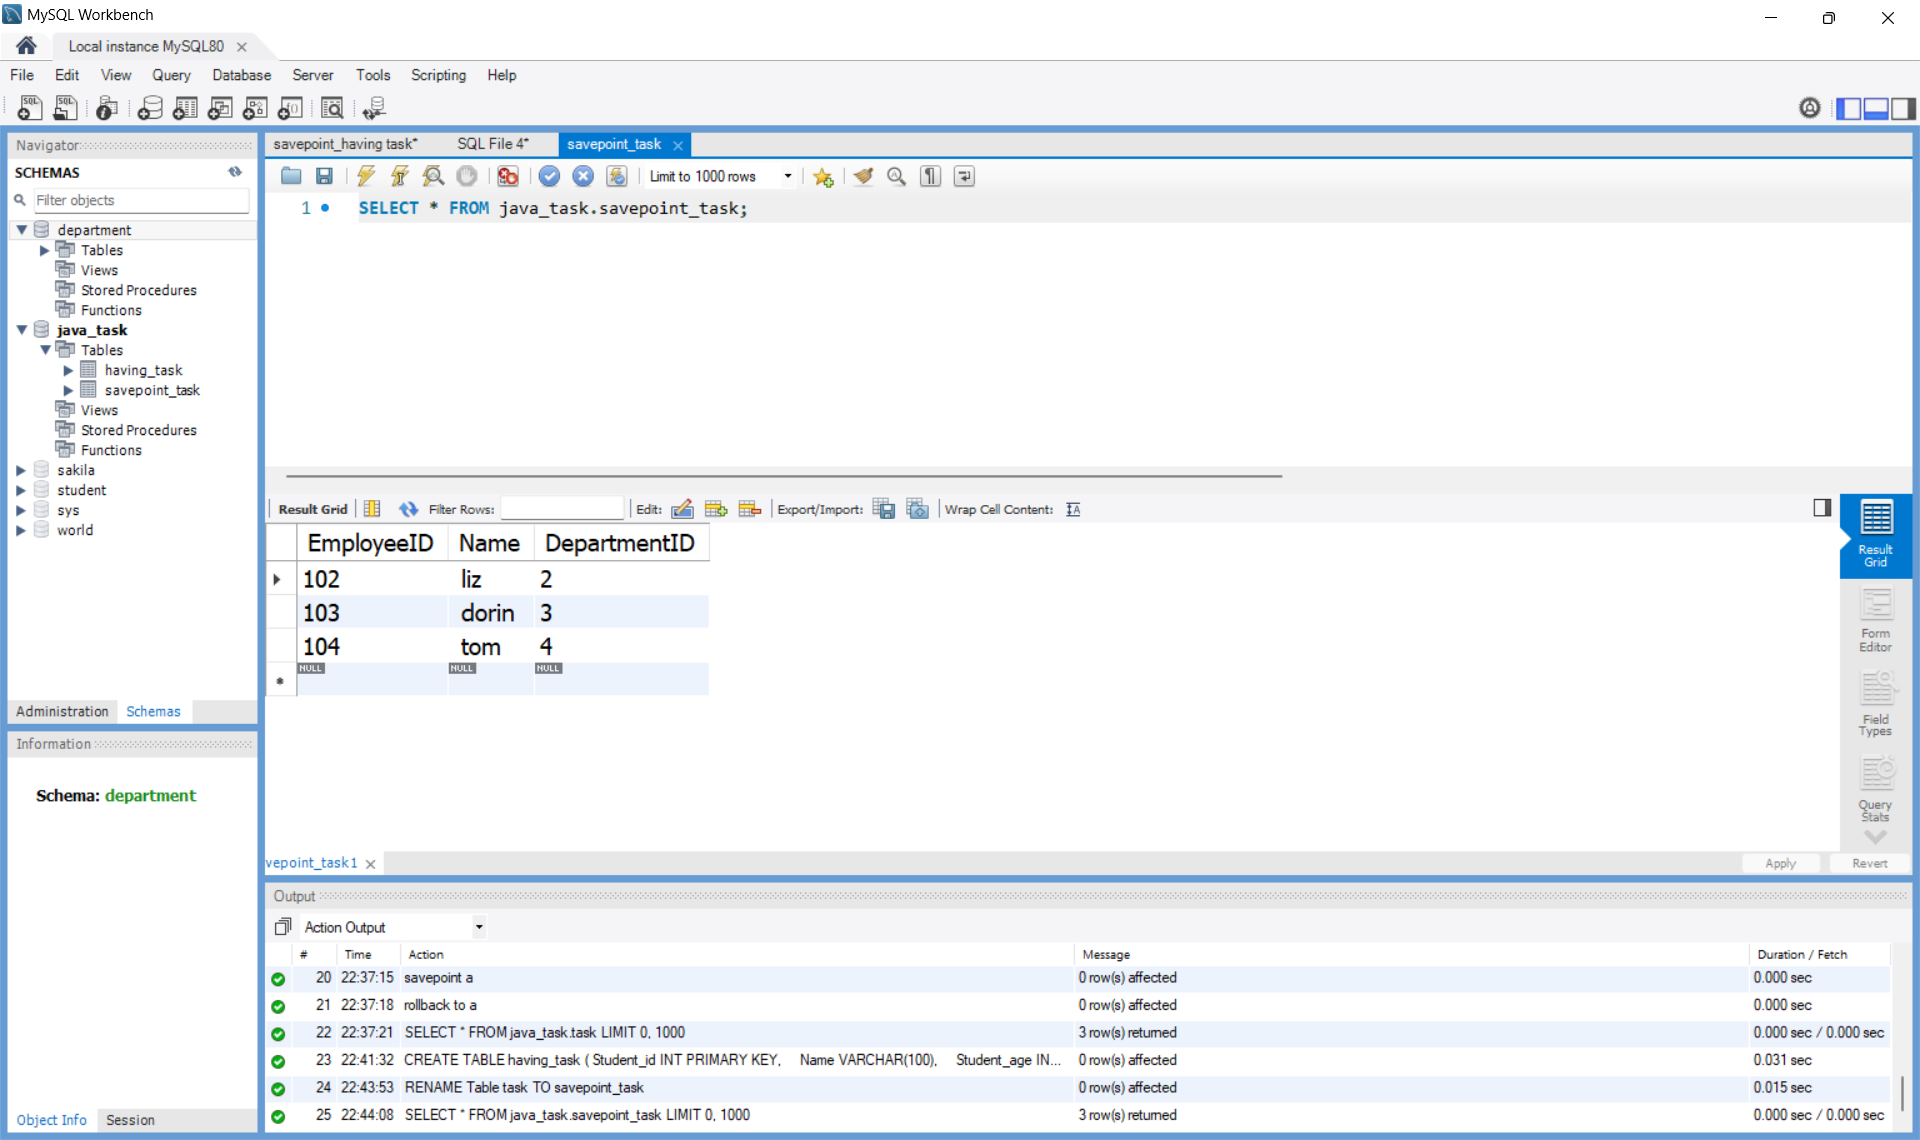 MySQL Workbench
Local instance MySQL80
File Edit View Query Database Server Tools Scripting Help
Navigator
SCHEMAS
Filter objects
department
Tables
Views
Stored Procedures
Functions
java_task
Tables
having_task
savepoint_task
Views
Stored Procedures
Functions
sakila
student
sys
world
Administration Schemas
Information
Schema: department
Object Info Session
savepoint_having task* SQL File 4* savepoint_task
Limit to 1000 rows
1 SELECT * FROM java_task.savepoint_task;
Result Grid Filter Rows: Edit: Export/Import: Wrap Cell Content:
EmployeeID Name DepartmentID
102 liz 2
103 dorin 3
104 tom 4
NULL NULL NULL
Result Grid
Form Editor
Field Types
Query Stats
vepoint_task1
Apply Revert
Output
Action Output
# Time Action Message Duration / Fetch
20 22:37:15 savepoint a 0 row(s) affected 0.000 sec
21 22:37:18 rollback to a 0 row(s) affected 0.000 sec
22 22:37:21 SELECT * FROM java_task.task LIMIT 0, 1000 3 row(s) returned 0.000 sec / 0.000 sec
23 22:41:32 CREATE TABLE having_task ( Student_id INT PRIMARY KEY, Name VARCHAR(100), Student_age IN... 0 row(s) affected 0.031 sec
24 22:43:53 RENAME Table task TO savepoint_task 0 row(s) affected 0.015 sec
25 22:44:08 SELECT * FROM java_task.savepoint_task LIMIT 0, 1000 3 row(s) returned 0.000 sec / 0.000 sec